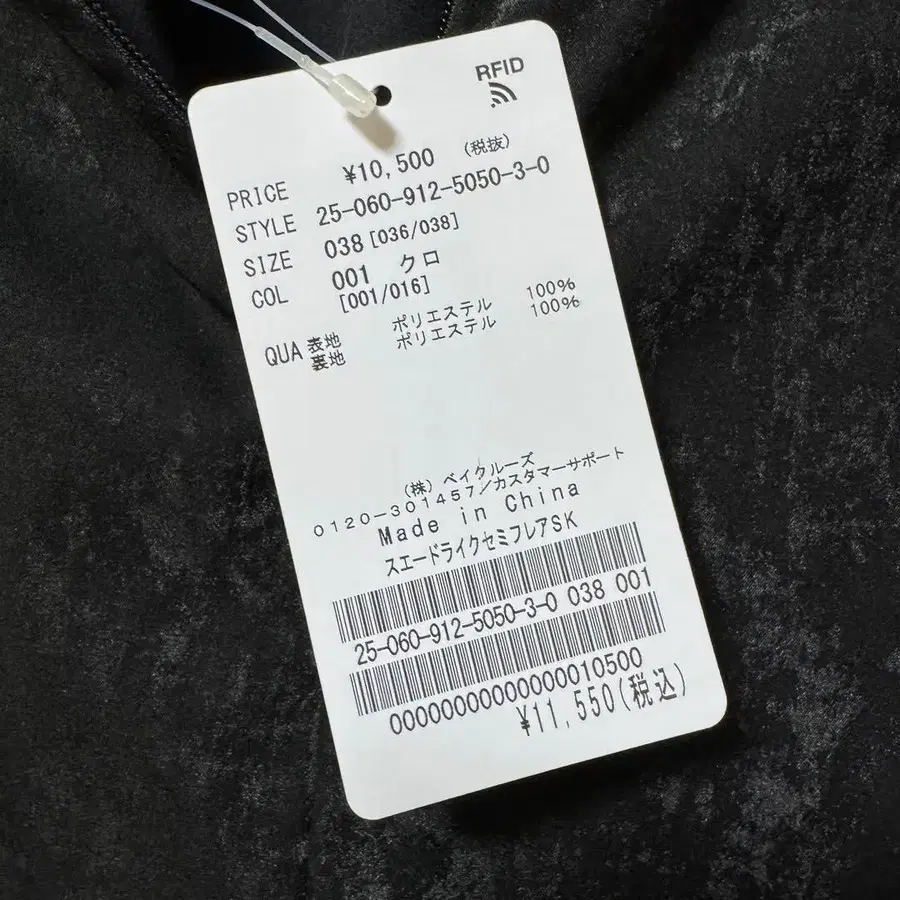 RFID
PRICE ¥10,500 (税抜)
STYLE 25-060-912-5050-3-0
SIZE 038 [036/038]
COL 001 クロ
[001/016]
QUA 表地 ポリエステル 100%
裏地 ポリエステル 100%
(株) ベイクルーズ
0120-301457/カスタマーサポート
Made in China
スエードライクセミフレアSK
25-060-912-5050-3-0 038 001
00000000000000010500
¥11,550(税込)